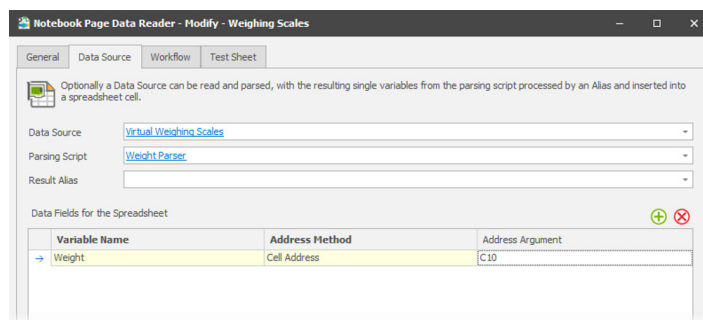 Notebook Page Data Reader - Modify - Weighing Scales
General Data Source Workflow Test Sheet
Optionally a Data Source can be read and parsed, with the resulting single variables from the parsing script processed by an Alias and inserted into
a spreadsheet cell.
Data Source Virtual Weighing Scales
Parsing Script Weight Parser
Result Alias
Data Fields for the Spreadsheet
Variable Name Address Method Address Argument
Weight Cell Address C10